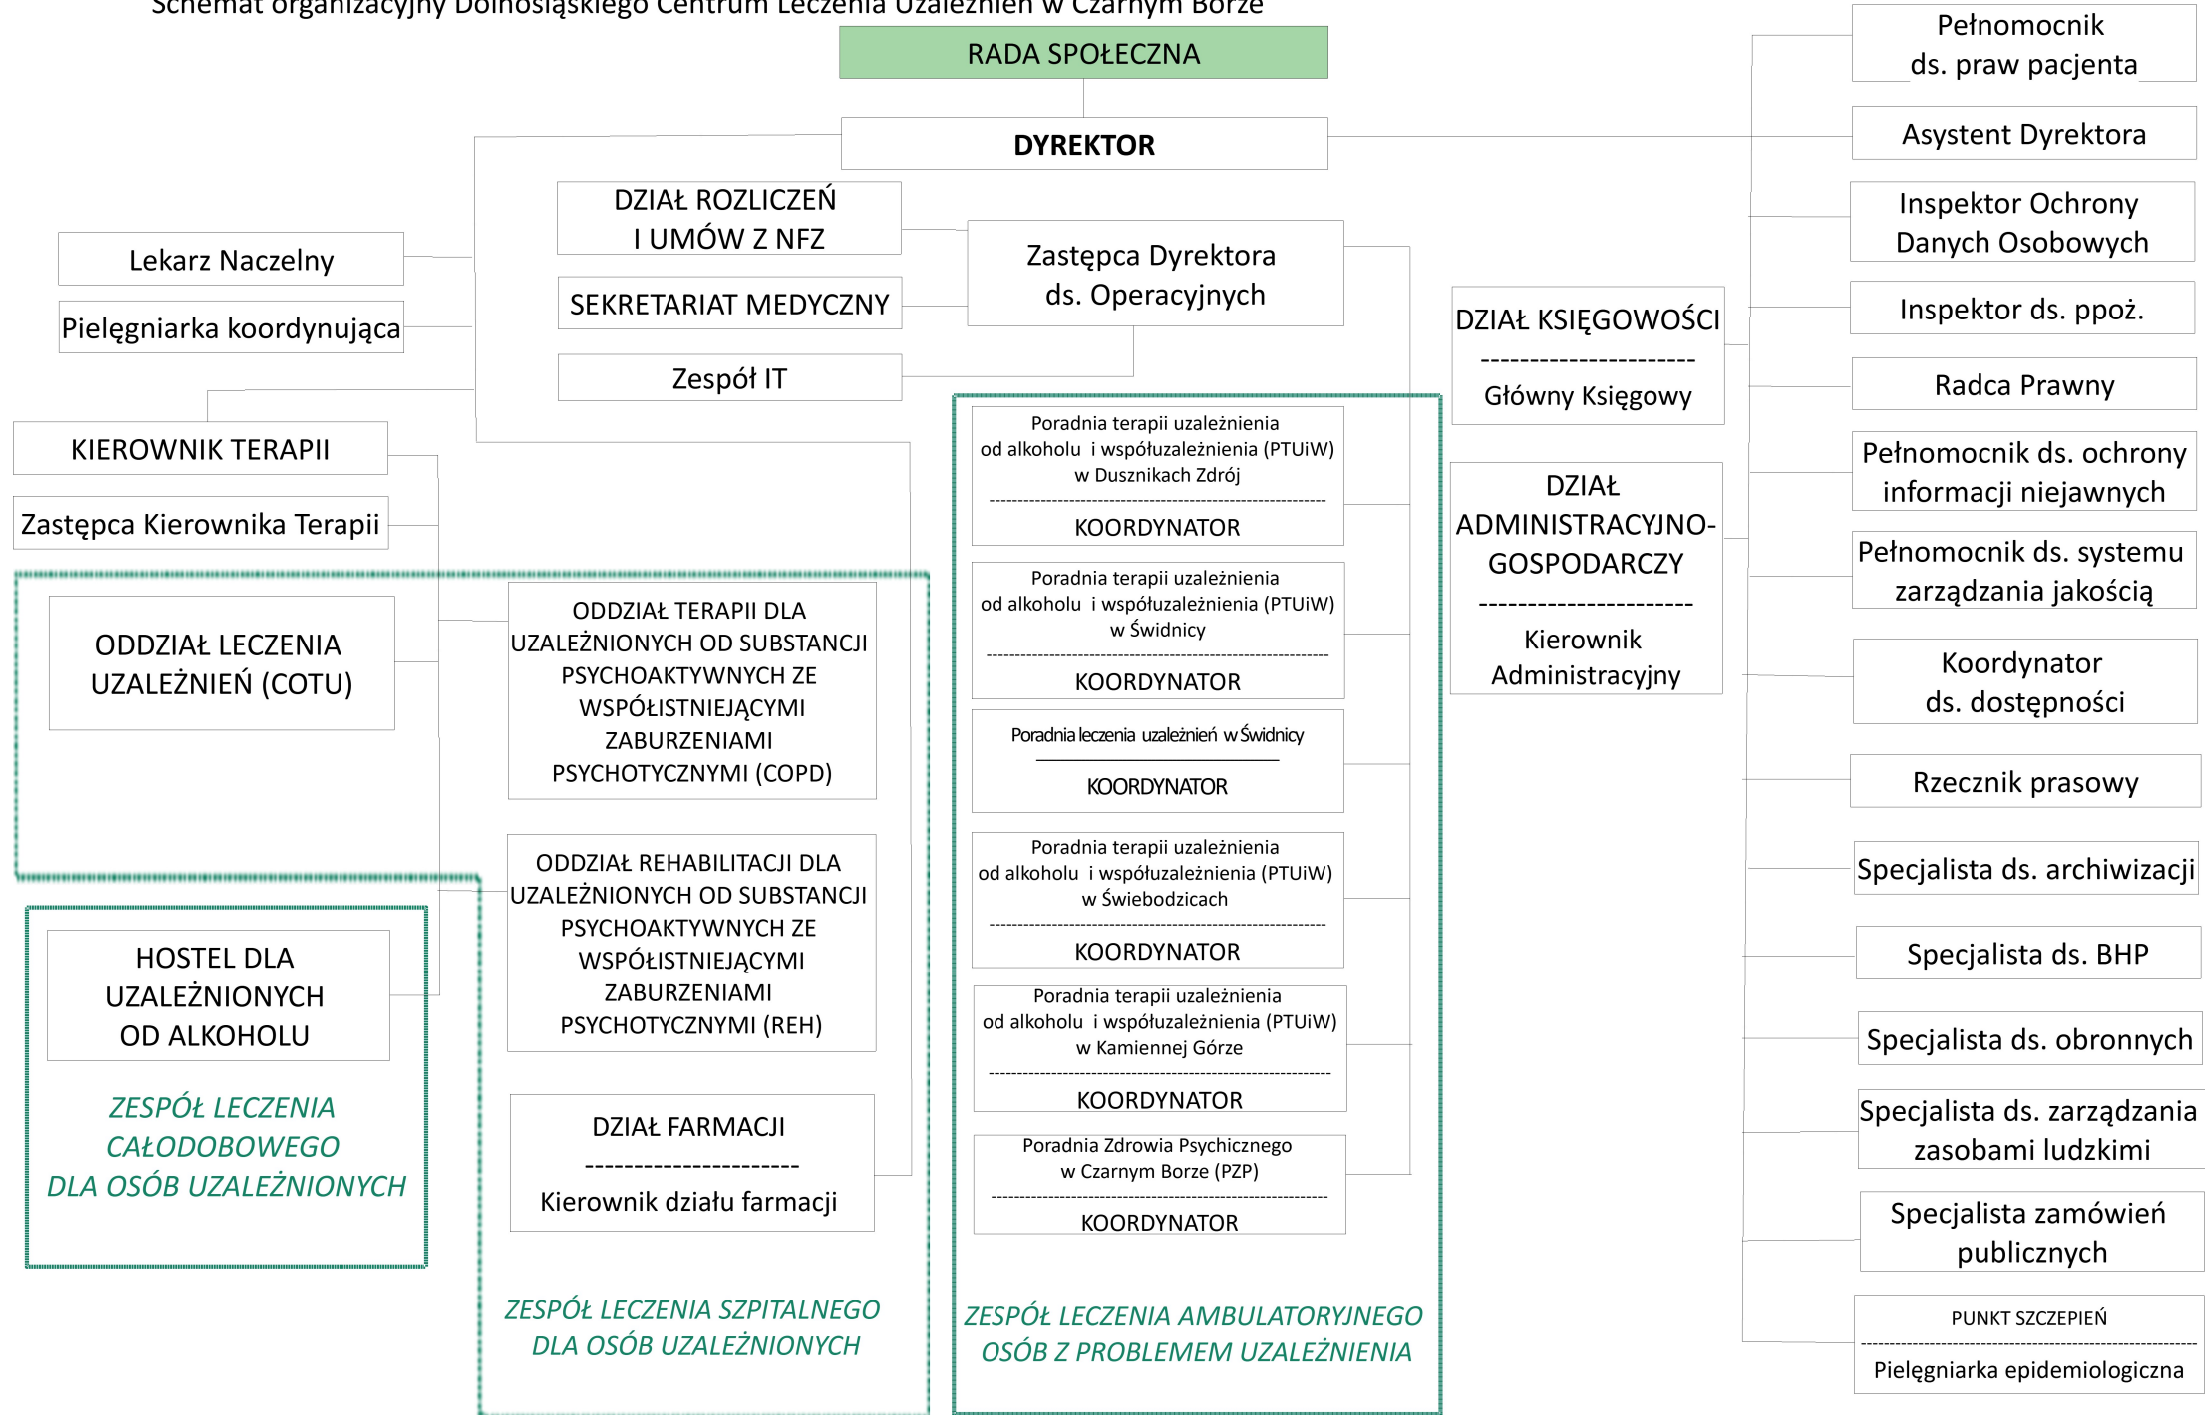 Schemat organizacyjny Dolnośląskiego Centrum Leczenia Uzależnień w Czarnym Borze
RADA SPOŁECZNA
DYREKTOR
Lekarz Naczelny
Pielęgniarka koordynująca
KIEROWNIK TERAPII
Zastępca Kierownika Terapii
DZIAŁ ROZLICZEŃ
I UMÓW Z NFZ
SEKRETARIAT MEDYCZNY
Zespół IT
Zastępca Dyrektora
ds. Operacyjnych
ODDZIAŁ LECZENIA
UZALEŻNIEŃ (COTU)
HOSTEL DLA
UZALEŻNIONYCH
OD ALKOHOLU
ZESPÓŁ LECZENIA
CAŁODOBOWEGO
DLA OSÓB UZALEŻNIONYCH
ODDZIAŁ TERAPII DLA
UZALEŻNIONYCH OD SUBSTANCJI
PSYCHOAKTYWNYCH ZE
WSPÓŁISTNIEJĄCYMI
ZABURZENIAMI
PSYCHOTYCZNYMI (COPD)
ODDZIAŁ REHABILITACJI DLA
UZALEŻNIONYCH OD SUBSTANCJI
PSYCHOAKTYWNYCH ZE
WSPÓŁISTNIEJĄCYMI
ZABURZENIAMI
PSYCHOTYCZNYMI (REH)
DZIAŁ FARMACJI
----------------------
Kierownik działu farmacji
ZESPÓŁ LECZENIA SZPITALNEGO
DLA OSÓB UZALEŻNIONYCH
Poradnia terapii uzależnienia
od alkoholu i współuzależnienia (PTUiW)
w Dusznikach Zdrój
KOORDYNATOR
Poradnia terapii uzależnienia
od alkoholu i współuzależnienia (PTUiW)
w Świdnicy
KOORDYNATOR
Poradnia leczenia uzależnień w Świdnicy
KOORDYNATOR
Poradnia terapii uzależnienia
od alkoholu i współuzależnienia (PTUiW)
w Świebodzicach
KOORDYNATOR
Poradnia terapii uzależnienia
od alkoholu i współuzależnienia (PTUiW)
w Kamiennej Górze
KOORDYNATOR
Poradnia Zdrowia Psychicznego
w Czarnym Borze (PZP)
KOORDYNATOR
ZESPÓŁ LECZENIA AMBULATORYJNEGO
OSÓB Z PROBLEMEM UZALEŻNIENIA
DZIAŁ KSIĘGOWOŚCI
----------------------
Główny Księgowy
DZIAŁ
ADMINISTRACYJNO-
GOSPODARCZY
----------------------
Kierownik
Administracyjny
Pełnomocnik
ds. praw pacjenta
Asystent Dyrektora
Inspektor Ochrony
Danych Osobowych
Inspektor ds. ppoż.
Radca Prawny
Pełnomocnik ds. ochrony
informacji niejawnych
Pełnomocnik ds. systemu
zarządzania jakością
Koordynator
ds. dostępności
Rzecznik prasowy
Specjalista ds. archiwizacji
Specjalista ds. BHP
Specjalista ds. obronnych
Specjalista ds. zarządzania
zasobami ludzkimi
Specjalista zamówień
publicznych
PUNKT SZCZEPIEŃ
Pielęgniarka epidemiologiczna